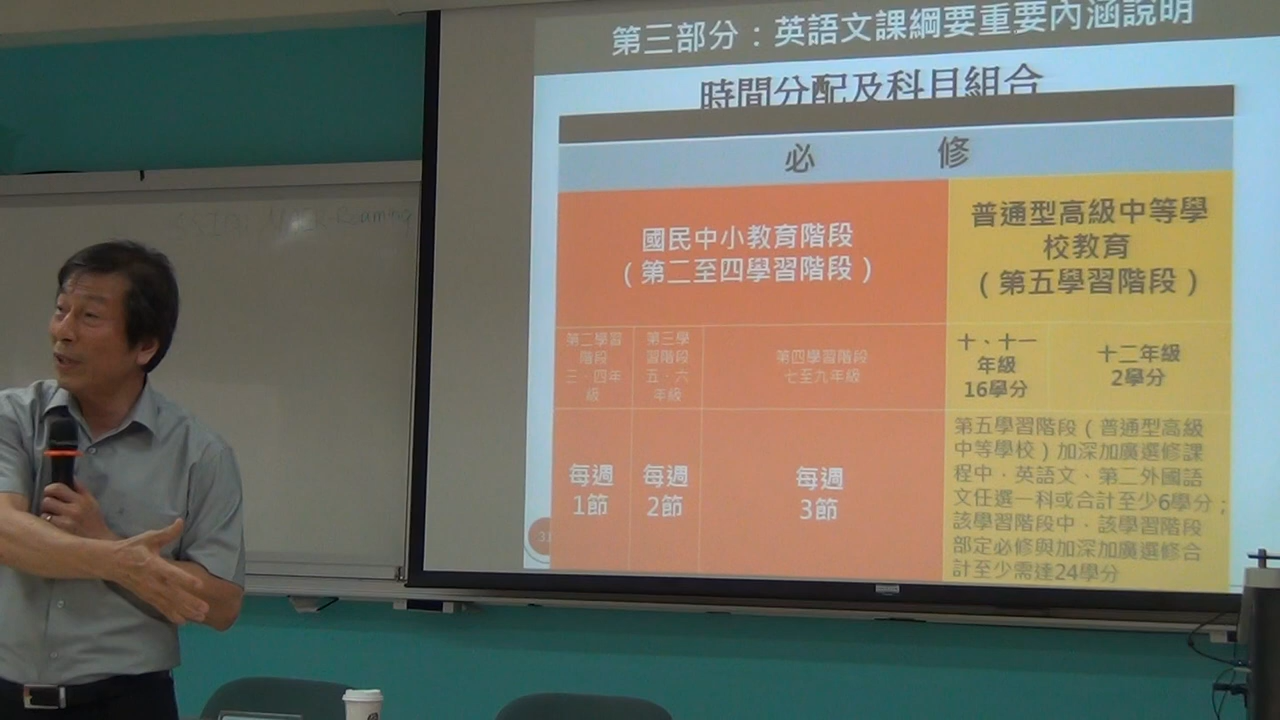 第三部分：英語文課綱要重要內涵說明
時間分配及科目組合
必 修
國民中小教育階段
（第二至四學習階段）
普通型高級中等學
校教育
（第五學習階段）
第二學習
階段
三．四年
級
第三學
習階段
五．六
年級
第四學習階段
七至九年級
十、十一
年級
16學分
十二年級
2學分
每週
1節
每週
2節
每週
3節
第五學習階段（普通型高級
中等學校）加深加廣選修課
程中．英語文、第二外國語
文任選一科或合計至少6學分；
該學習階段中．該學習階段
部定必修與加深加廣選修合
計至少需達24學分